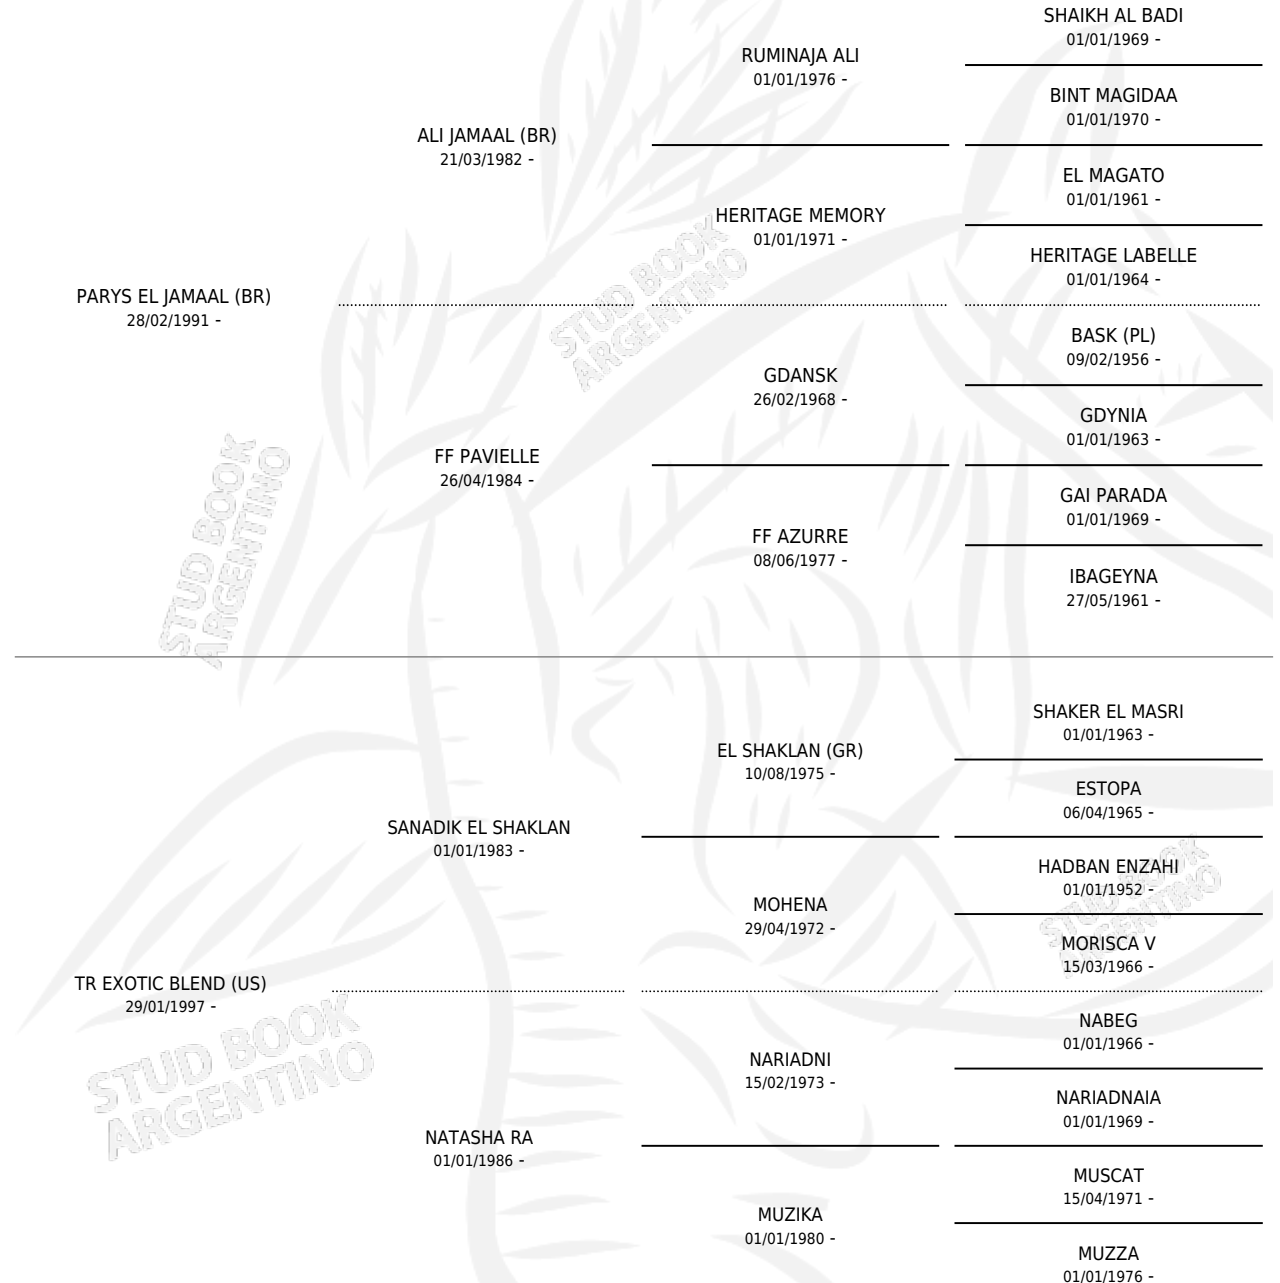 SHAIKH AL BADI
01/01/1969 -
RUMINAJA ALI
01/01/1976 -
BINT MAGIDAA
01/01/1970 -
ALI JAMAAL (BR)
21/03/1982 -
EL MAGATO
01/01/1961 -
HERITAGE MEMORY
01/01/1971 -
HERITAGE LABELLE
01/01/1964 -
PARYS EL JAMAAL (BR)
28/02/1991 -
BASK (PL)
09/02/1956 -
GDANSK
26/02/1968 -
GDYNIA
01/01/1963 -
FF PAVIELLE
26/04/1984 -
GAI PARADA
01/01/1969 -
FF AZURRE
08/06/1977 -
IBAGEYNA
27/05/1961 -
SHAKER EL MASRI
01/01/1963 -
EL SHAKLAN (GR)
10/08/1975 -
ESTOPA
06/04/1965 -
SANADIK EL SHAKLAN
01/01/1983 -
HADBAN ENZAHI
01/01/1952 -
MOHENA
29/04/1972 -
MORISCA V
15/03/1966 -
TR EXOTIC BLEND (US)
29/01/1997 -
NABEG
01/01/1966 -
NARIADNI
15/02/1973 -
NARIADNAIA
01/01/1969 -
NATASHA RA
01/01/1986 -
MUSCAT
15/04/1971 -
MUZIKA
01/01/1980 -
MUZZA
01/01/1976 -
STUD BOOK
ARGENTINO
STUD BOOK
ARGENTINO
STUD BOOK
ARGENTINO
STUD BOOK
ARGENTINO